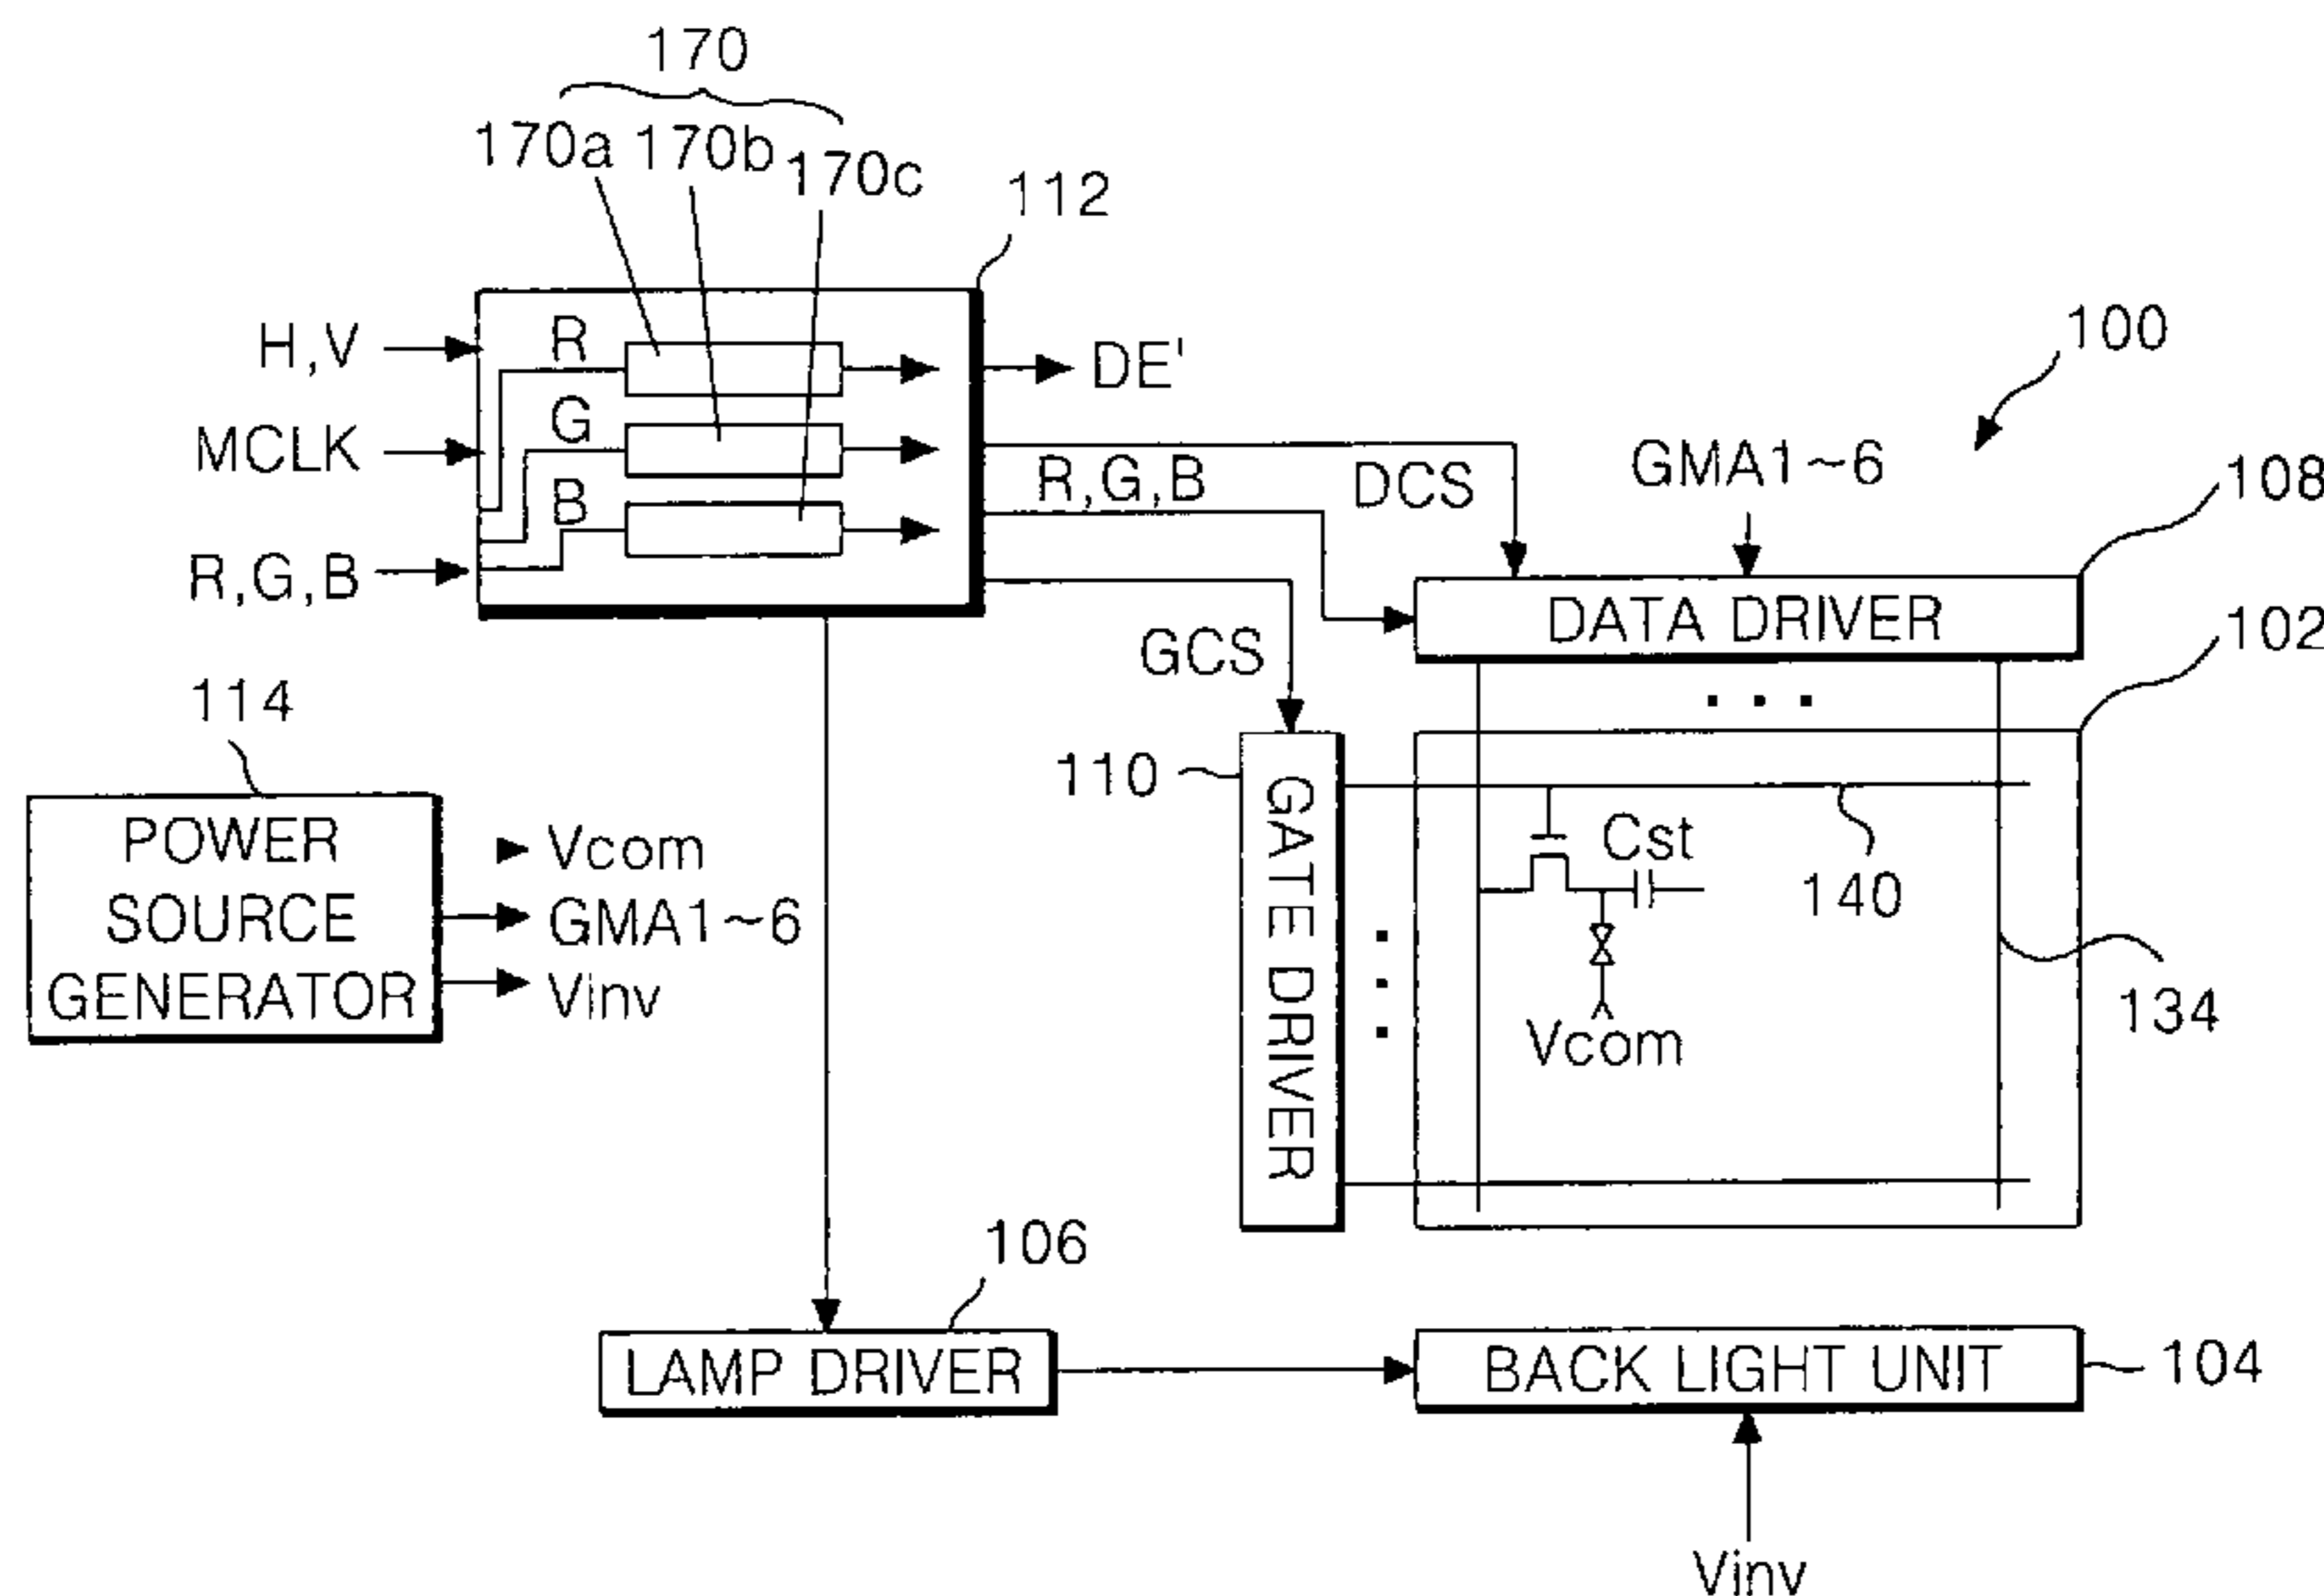 170
170a 170b 170c
112
H,V
R
DE'
100
MCLK
G
GMA1~6
R,G,B
DCS
108
B
R,G,B
DATA DRIVER
102
GCS
114
110
POWER
SOURCE
GENERATOR
Vcom
GMA1~6
Vinv
GATE DRIVER
Cst
140
Vcom
134
106
LAMP DRIVER
BACK LIGHT UNIT
104
Vinv